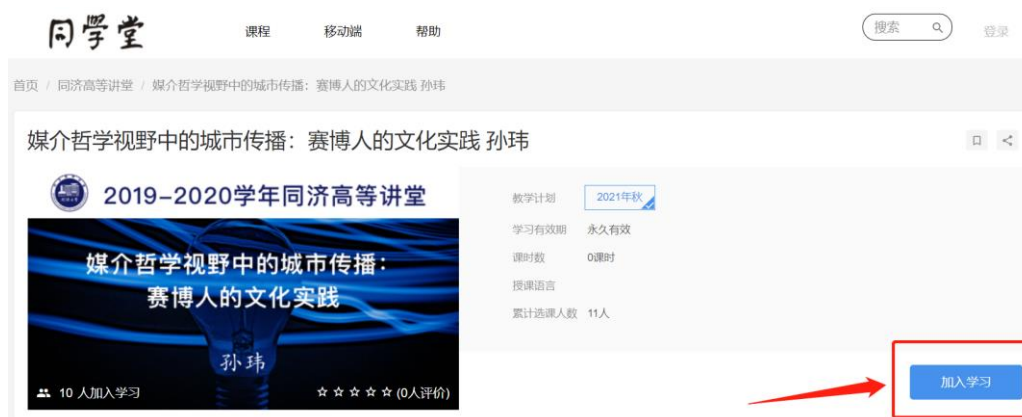 同學堂 课程 移动端 帮助 搜索 登录
首页 / 同济高等讲堂 / 媒介哲学视野中的城市传播：赛博人的文化实践 孙玮
媒介哲学视野中的城市传播：赛博人的文化实践 孙玮
2019-2020学年同济高等讲堂
媒介哲学视野中的城市传播：
赛博人的文化实践
孙玮
10 人加入学习 (0人评价)
教学计划 2021年秋
学习有效期 永久有效
课时数 0课时
授课语言
累计选课人数 11人
加入学习